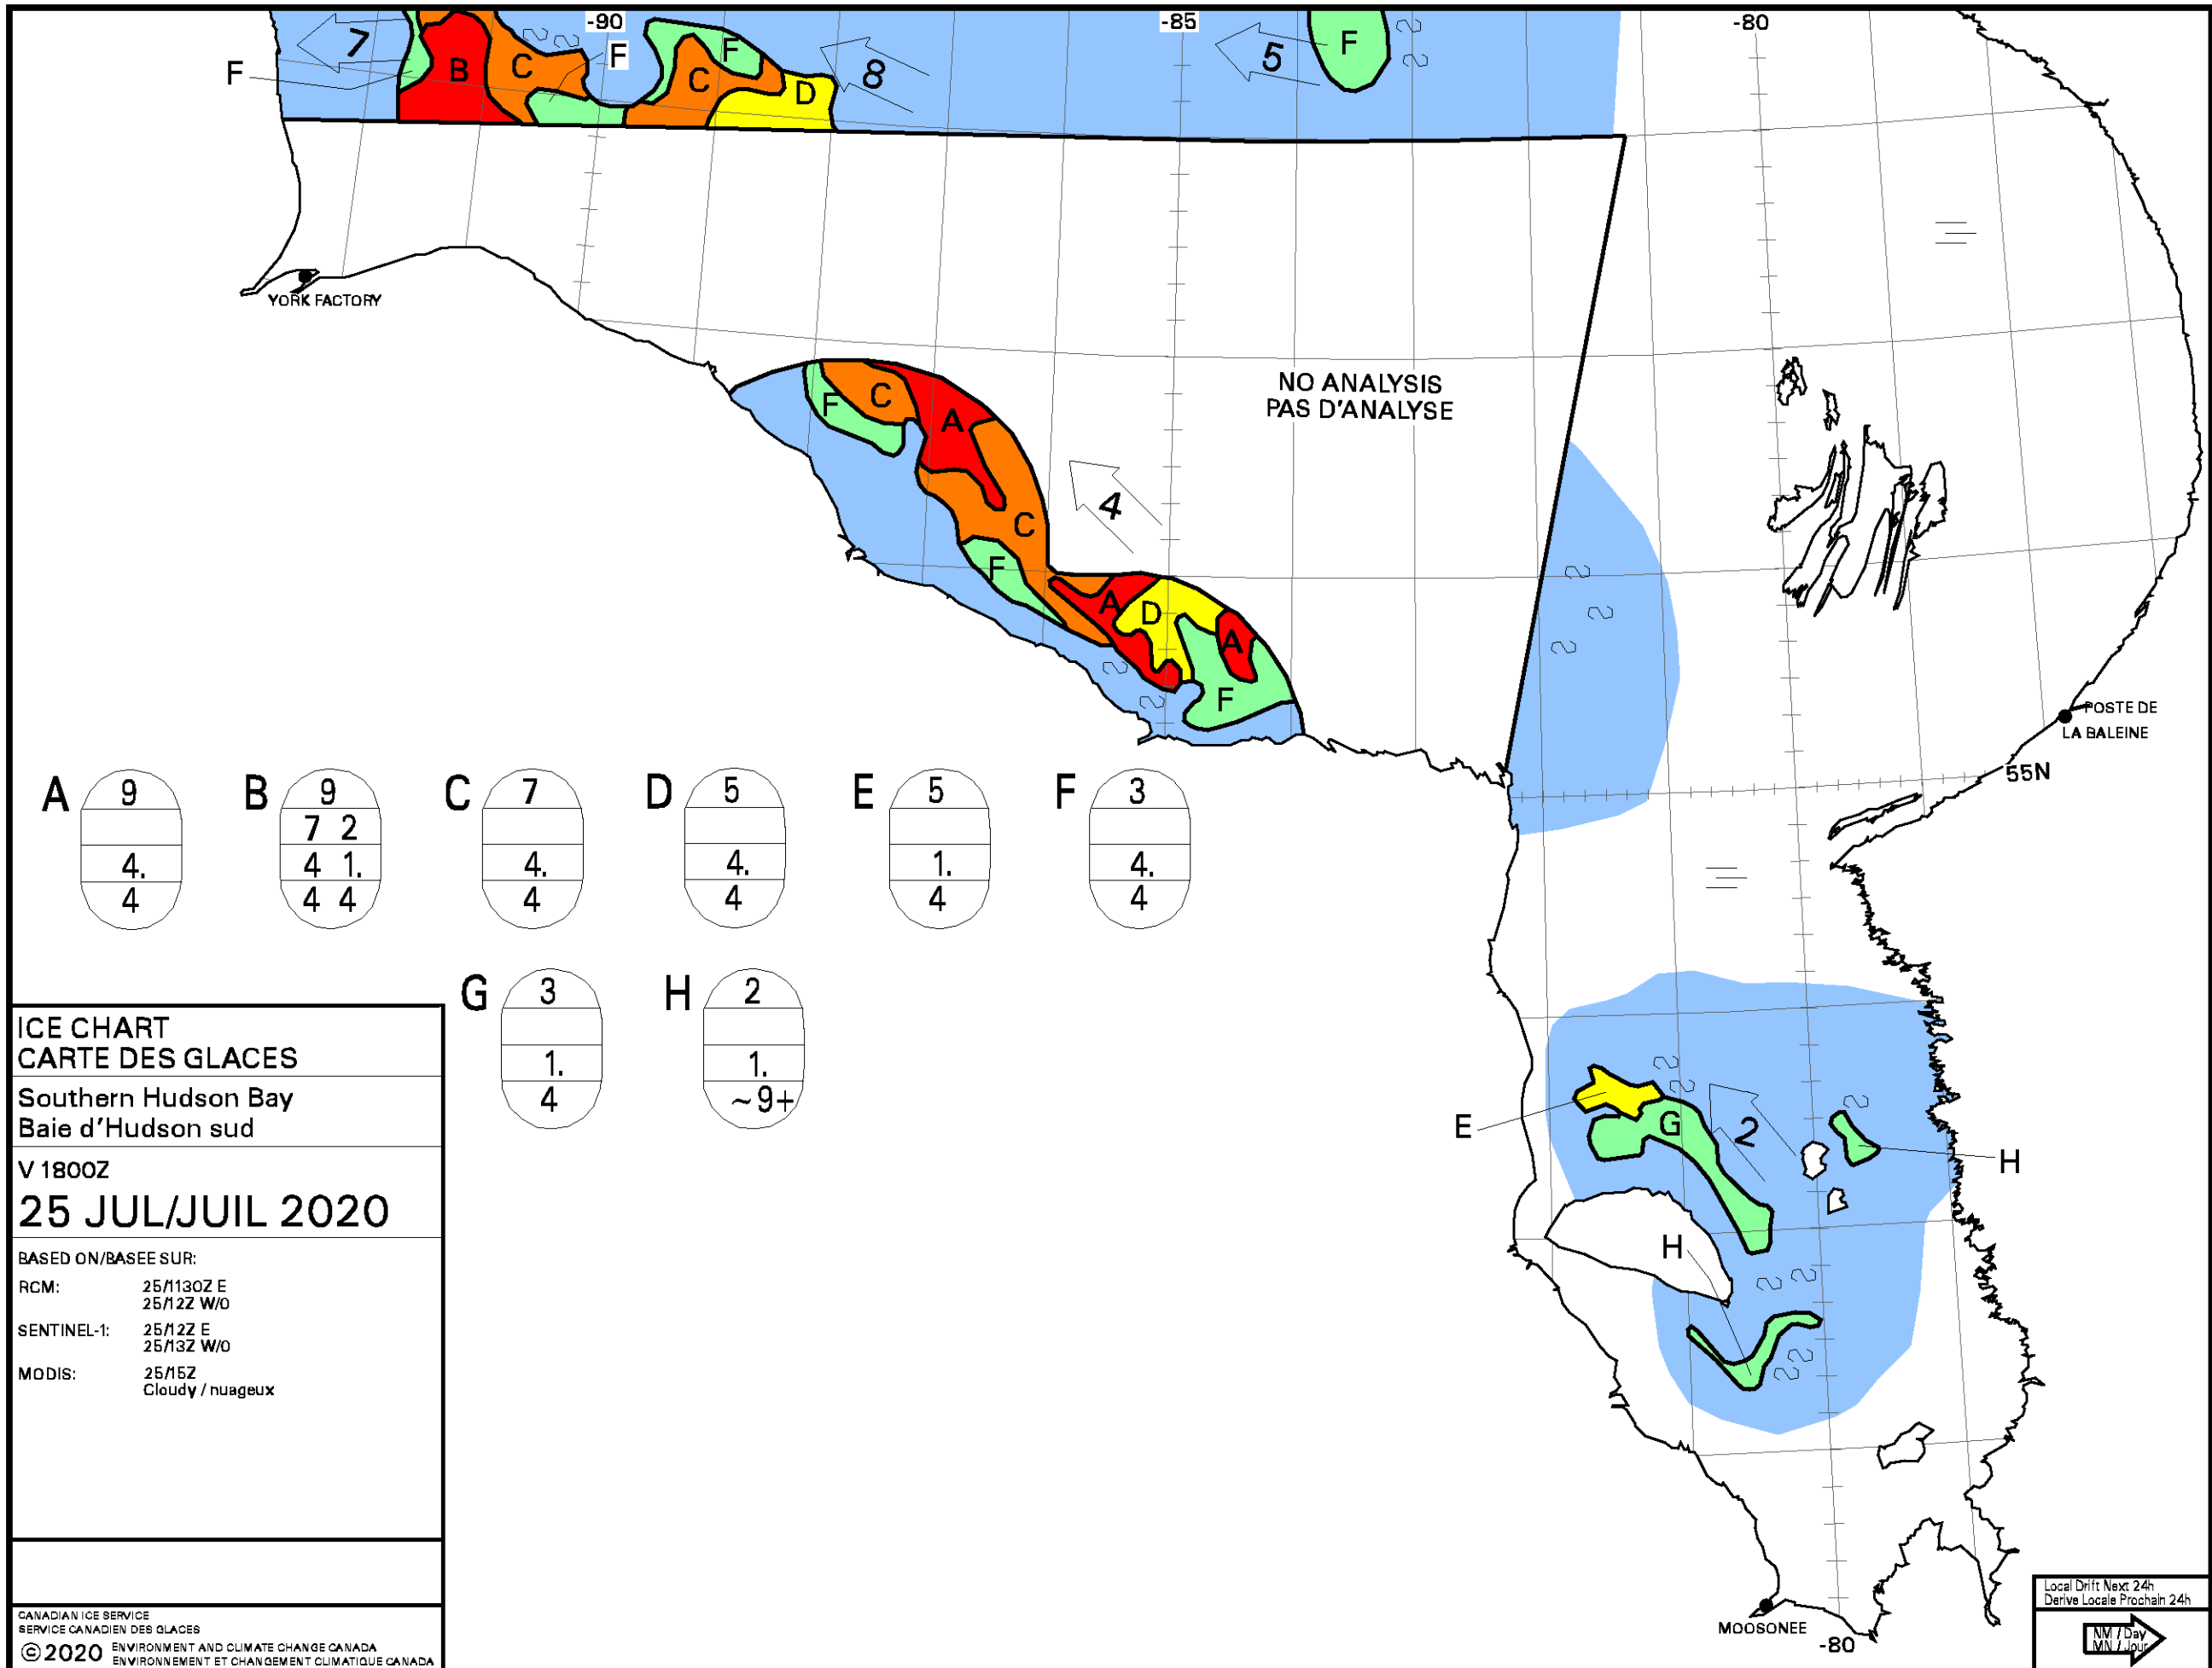 -90
-85
-80
7
F
B
C
F
C
F
D
8
5
F
YORK FACTORY
NO ANALYSIS
PAS D'ANALYSE
C
F
A
4
C
F
A
D
A
F
POSTE DE
LA BALEINE
55N
A
9
4.
4
B
9
7 2
4 1.
4 4
C
7
4.
4
D
5
4.
4
E
5
1.
4
F
3
4.
4
G
3
1.
4
H
2
1.
~9+
E
G
2
H
H
MOOSONEE
-80
ICE CHART
CARTE DES GLACES
Southern Hudson Bay
Baie d'Hudson sud
V 1800Z
25 JUL/JUIL 2020
BASED ON/BASEE SUR:
RCM: 25/1130Z E
25/12Z W/O
SENTINEL-1: 25/12Z E
25/13Z W/O
MODIS: 25/15Z
Cloudy / nuageux
CANADIAN ICE SERVICE
SERVICE CANADIEN DES GLACES
© 2020 ENVIRONMENT AND CLIMATE CHANGE CANADA
ENVIRONNEMENT ET CHANGEMENT CLIMATIQUE CANADA
Local Drift Next 24h
Derive Locale Prochain 24h
NM / Day
MN / Jour